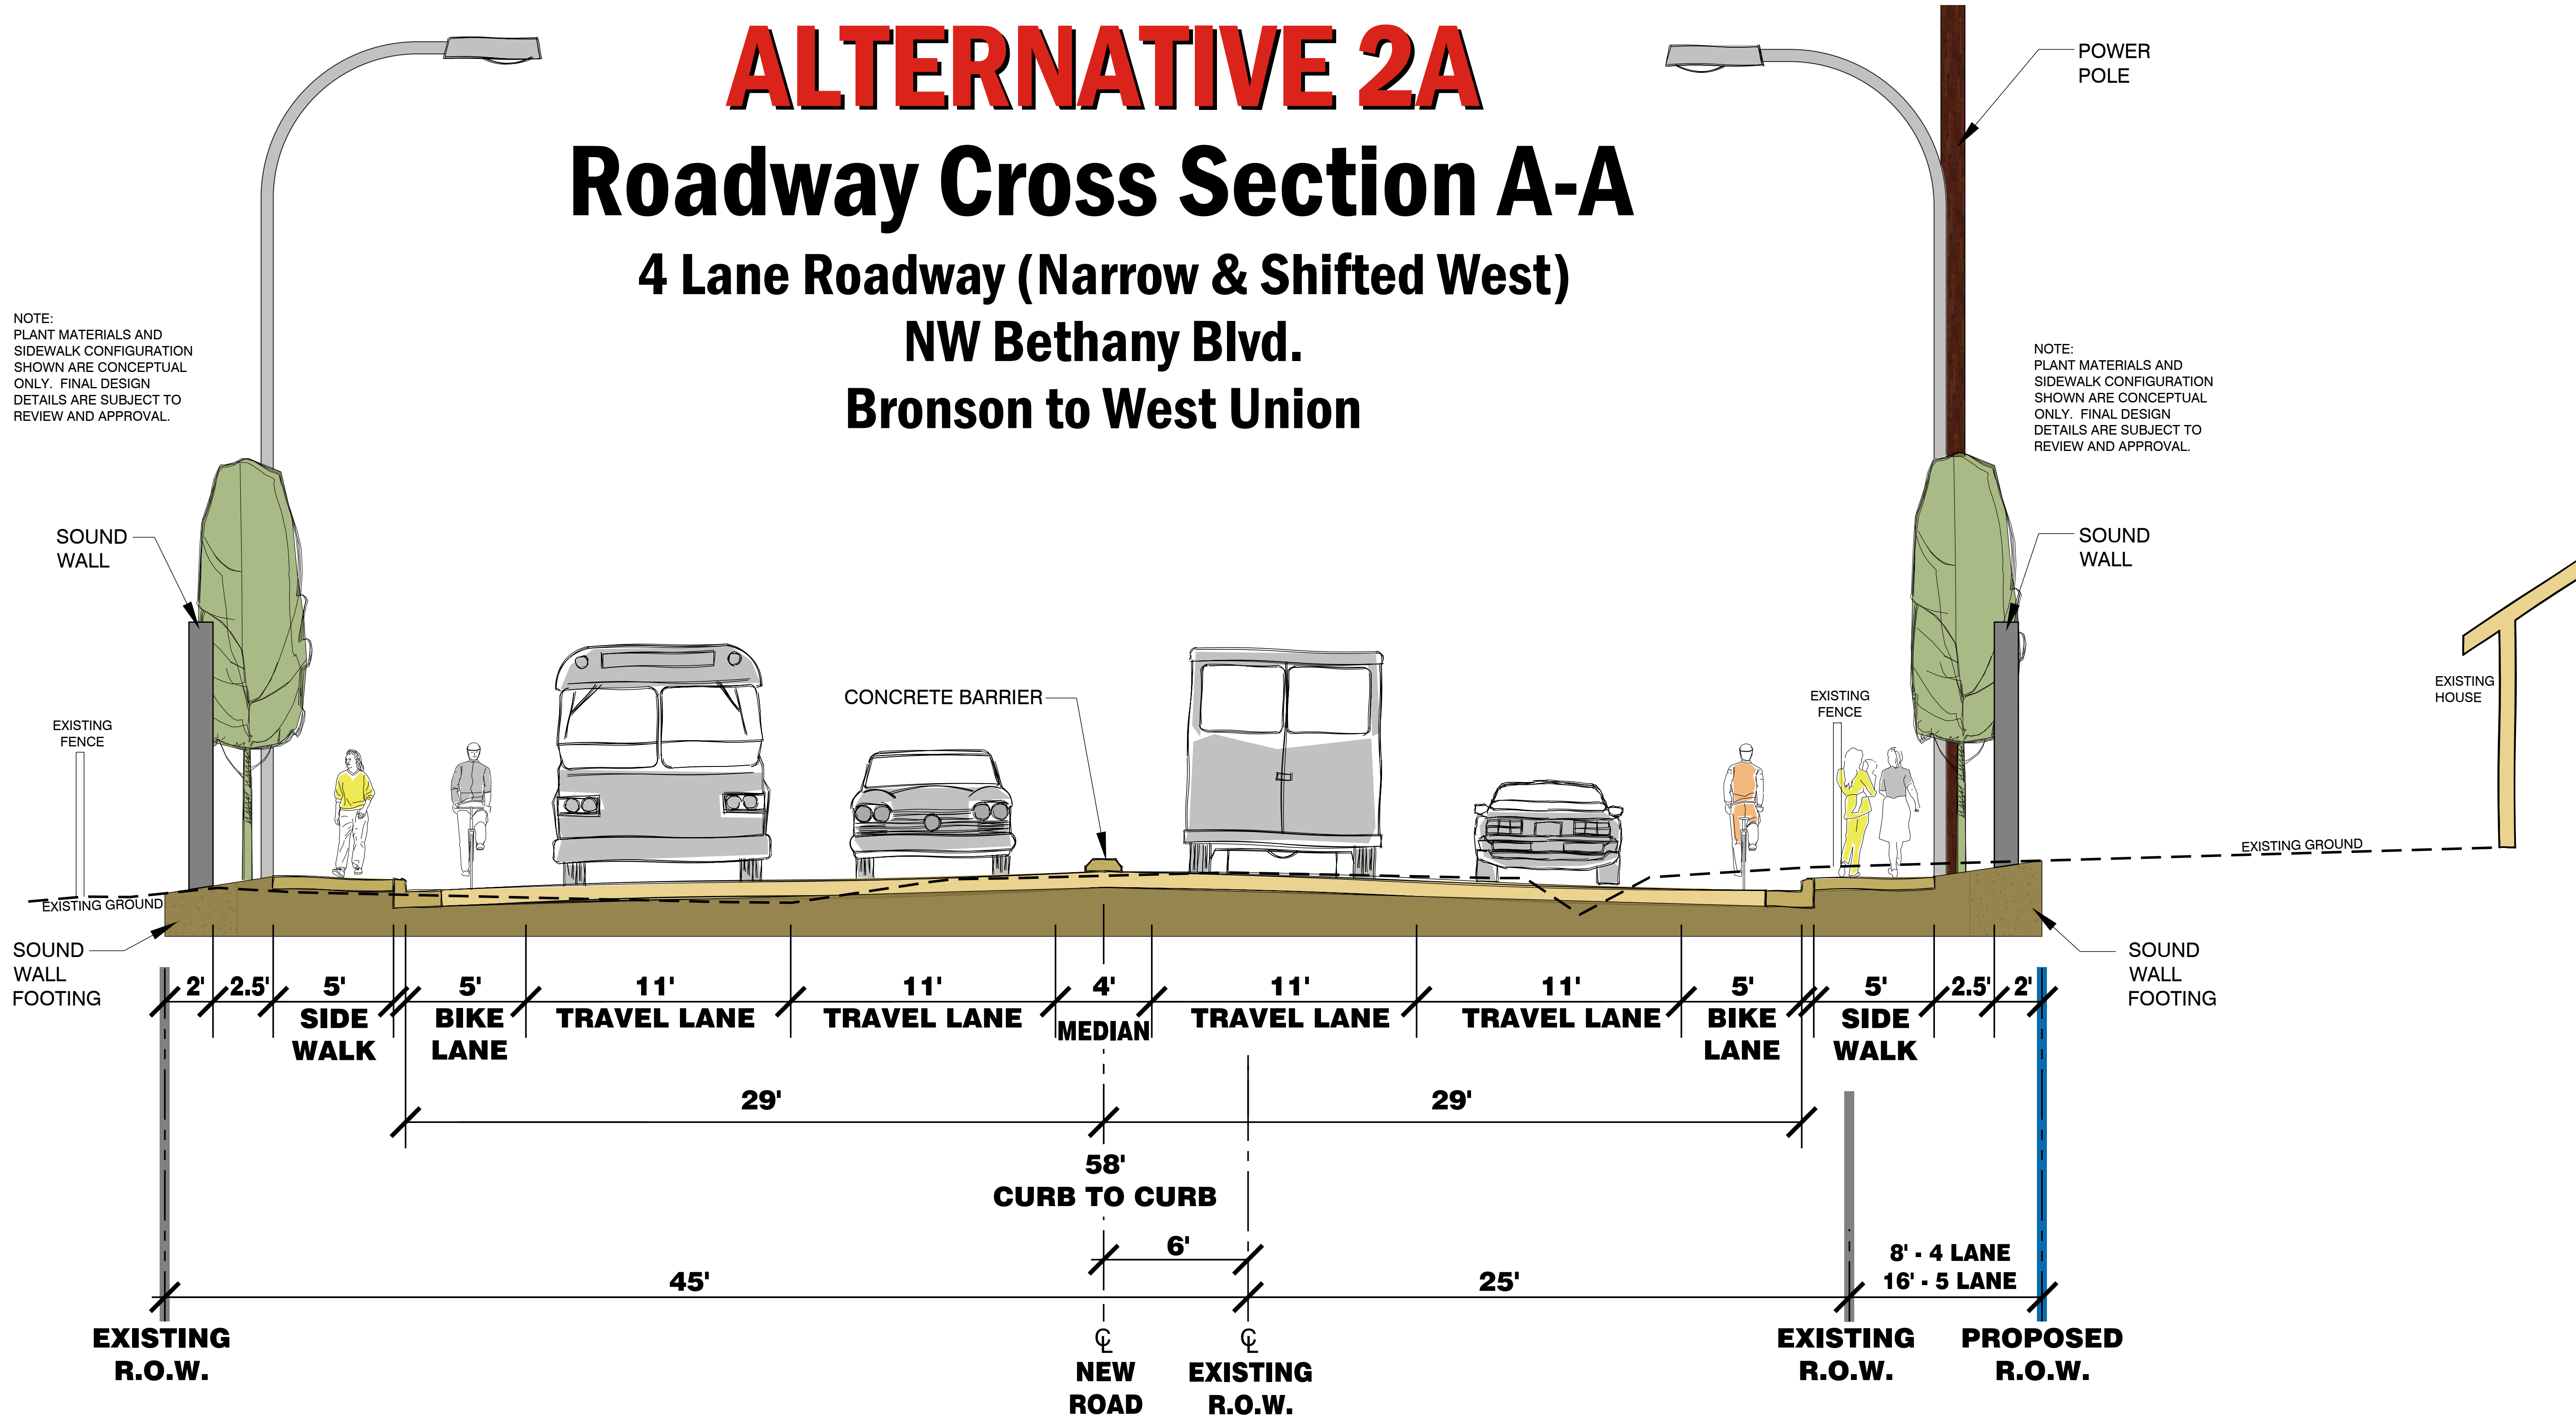 ALTERNATIVE 2A
Roadway Cross Section A-A
4 Lane Roadway (Narrow & Shifted West)
NW Bethany Blvd.
Bronson to West Union
POWER
POLE
NOTE:
PLANT MATERIALS AND
SIDEWALK CONFIGURATION
SHOWN ARE CONCEPTUAL
ONLY.  FINAL DESIGN
DETAILS ARE SUBJECT TO
REVIEW AND APPROVAL.
NOTE:
PLANT MATERIALS AND
SIDEWALK CONFIGURATION
SHOWN ARE CONCEPTUAL
ONLY.  FINAL DESIGN
DETAILS ARE SUBJECT TO
REVIEW AND APPROVAL.
SOUND
WALL
SOUND
WALL
EXISTING
FENCE
CONCRETE BARRIER
EXISTING
FENCE
EXISTING
HOUSE
EXISTING GROUND
EXISTING GROUND
SOUND
WALL
FOOTING
SOUND
WALL
FOOTING
2' 2.5' 5' 5' 11' 11' 4' 11' 11' 5' 5' 2.5' 2'
SIDE
WALK
BIKE
LANE
TRAVEL LANE
TRAVEL LANE
MEDIAN
TRAVEL LANE
TRAVEL LANE
BIKE
LANE
SIDE
WALK
29' 29'
58'
CURB TO CURB
6'
45' 25'
8' - 4 LANE
16' - 5 LANE
EXISTING
R.O.W.
CL
NEW
ROAD
CL
EXISTING
R.O.W.
EXISTING
R.O.W.
PROPOSED
R.O.W.